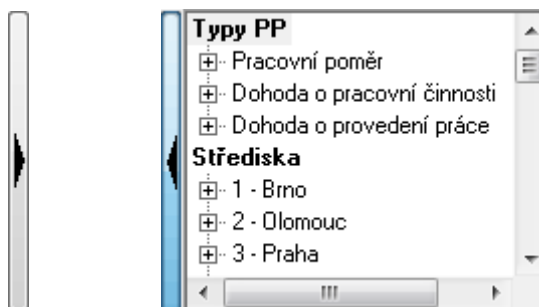 Typy PP
Pracovní poměr
Dohoda o pracovní činnosti
Dohoda o provedení práce
Střediska
1 - Brno
2 - Olomouc
3 - Praha